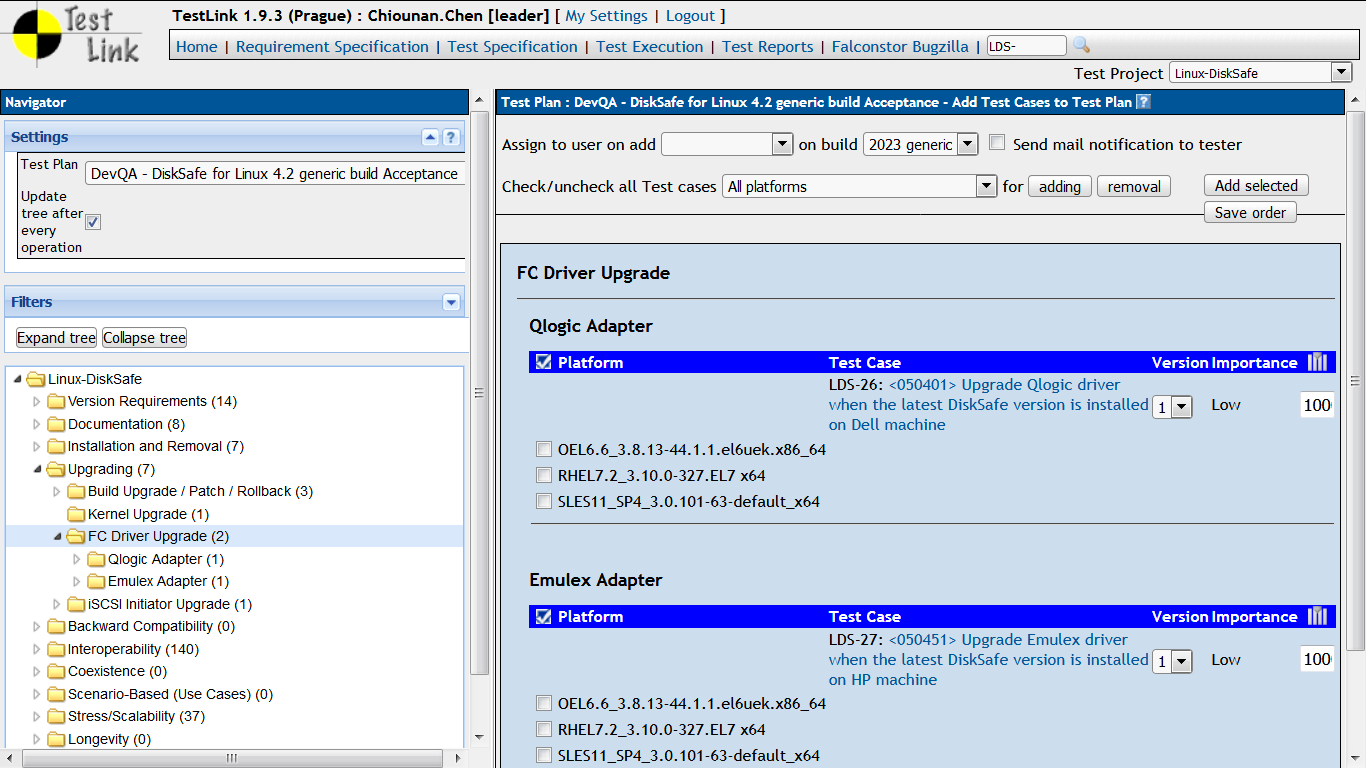 Test Link
TestLink 1.9.3 (Prague) : Chiounan.Chen [leader] [ My Settings | Logout ]
Home | Requirement Specification | Test Specification | Test Execution | Test Reports | Falconstor Bugzilla | LDS-
Test Project Linux-DiskSafe
Navigator
Settings
?
Test Plan DevQA - DiskSafe for Linux 4.2 generic build Acceptance
Update
tree after
every
operation
Filters
Expand tree Collapse tree
Linux-DiskSafe
Version Requirements (14)
Documentation (8)
Installation and Removal (7)
Upgrading (7)
Build Upgrade / Patch / Rollback (3)
Kernel Upgrade (1)
FC Driver Upgrade (2)
Qlogic Adapter (1)
Emulex Adapter (1)
iSCSI Initiator Upgrade (1)
Backward Compatibility (0)
Interoperability (140)
Coexistence (0)
Scenario-Based (Use Cases) (0)
Stress/Scalability (37)
Longevity (0)
Test Plan : DevQA - DiskSafe for Linux 4.2 generic build Acceptance - Add Test Cases to Test Plan ?
Assign to user on add on build 2023 generic Send mail notification to tester
Check/uncheck all Test cases All platforms for adding removal Add selected
Save order
FC Driver Upgrade
Qlogic Adapter
Platform Test Case Version Importance
LDS-26: <050401> Upgrade Qlogic driver
when the latest DiskSafe version is installed 1 Low 100
on Dell machine
OEL6.6_3.8.13-44.1.1.el6uek.x86_64
RHEL7.2_3.10.0-327.EL7 x64
SLES11_SP4_3.0.101-63-default_x64
Emulex Adapter
Platform Test Case Version Importance
LDS-27: <050451> Upgrade Emulex driver
when the latest DiskSafe version is installed 1 Low 100
on HP machine
OEL6.6_3.8.13-44.1.1.el6uek.x86_64
RHEL7.2_3.10.0-327.EL7 x64
SLES11_SP4_3.0.101-63-default_x64